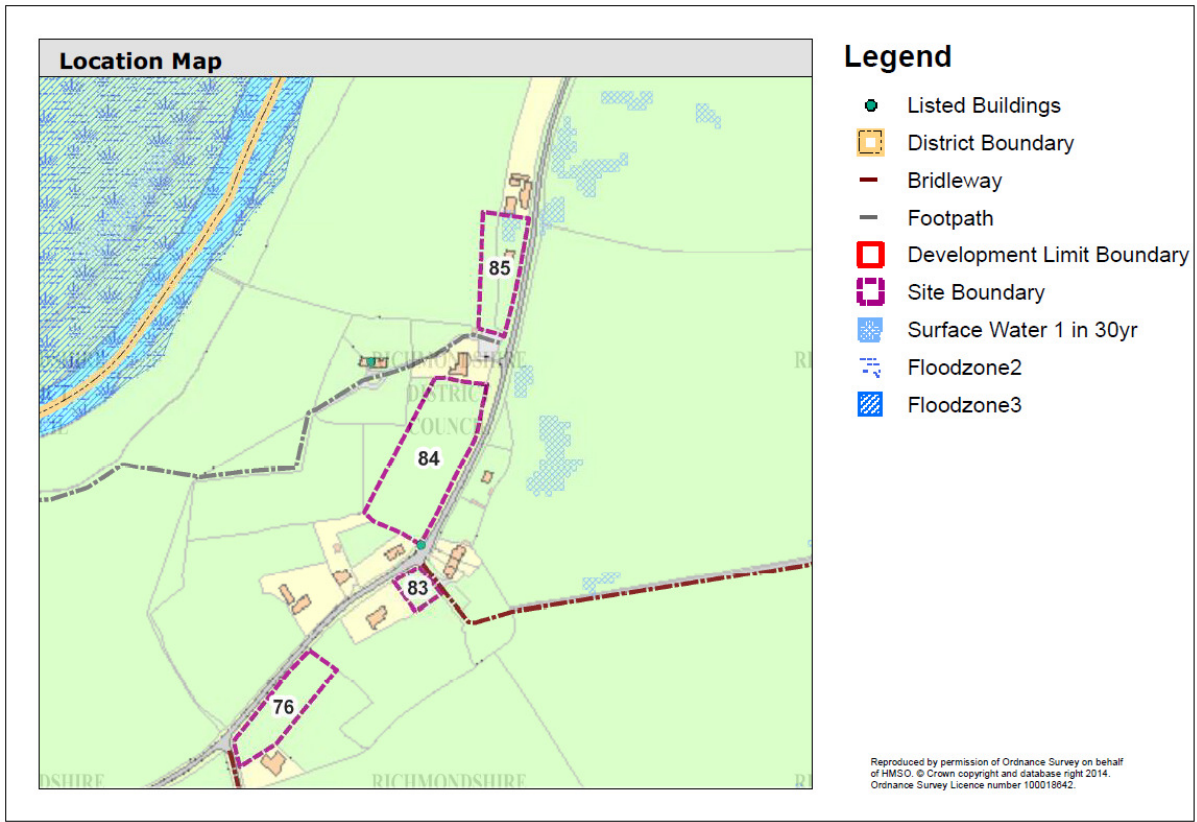 Location Map
85
RICHMONDSHIRE
DISTRICT
COUNCIL
84
83
76
DSHIRE
RICHMONDSHIRE
Legend
Listed Buildings
District Boundary
Bridleway
Footpath
Development Limit Boundary
Site Boundary
Surface Water 1 in 30yr
Floodzone2
Floodzone3
Reproduced by permission of Ordnance Survey on behalf
of HMSO. © Crown copyright and database right 2014.
Ordnance Survey Licence number 100018642.